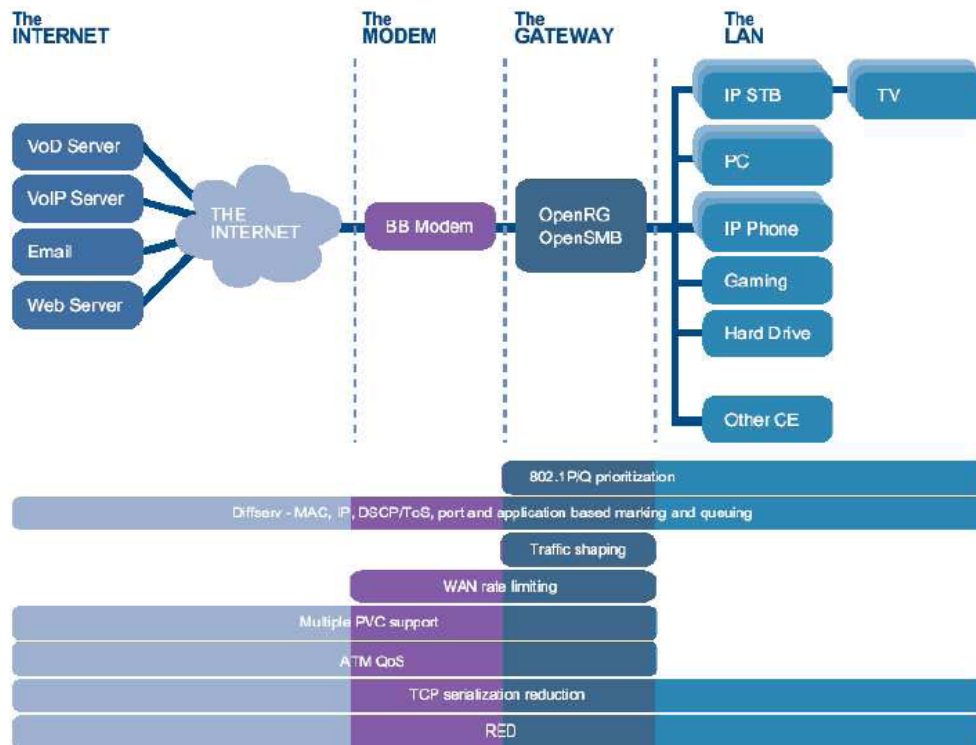 The
INTERNET
The
MODEM
The
GATEWAY
The
LAN
VoD Server
VoIP Server
Email
Web Server
THE
INTERNET
BB Modem
OpenRG
OpenSMB
IP STB
TV
PC
IP Phone
Gaming
Hard Drive
Other CE
802.1P/Q prioritization
Diffserv - MAC, IP, DSCP/ToS, port and application based marking and queuing
Traffic shaping
WAN rate limiting
Multiple PVC support
ATM QoS
TCP serialization reduction
RED